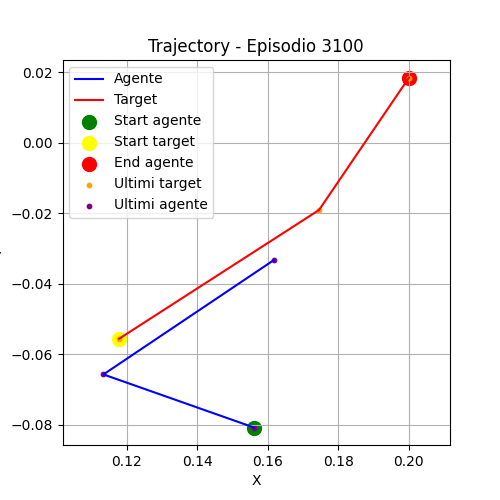 Trajectory - Episodio 3100
Agente
Target
Start agente
Start target
End agente
Ultimi target
Ultimi agente
0.02
0.00
−0.02
−0.04
−0.06
−0.08
0.12
0.14
0.16
0.18
0.20
X